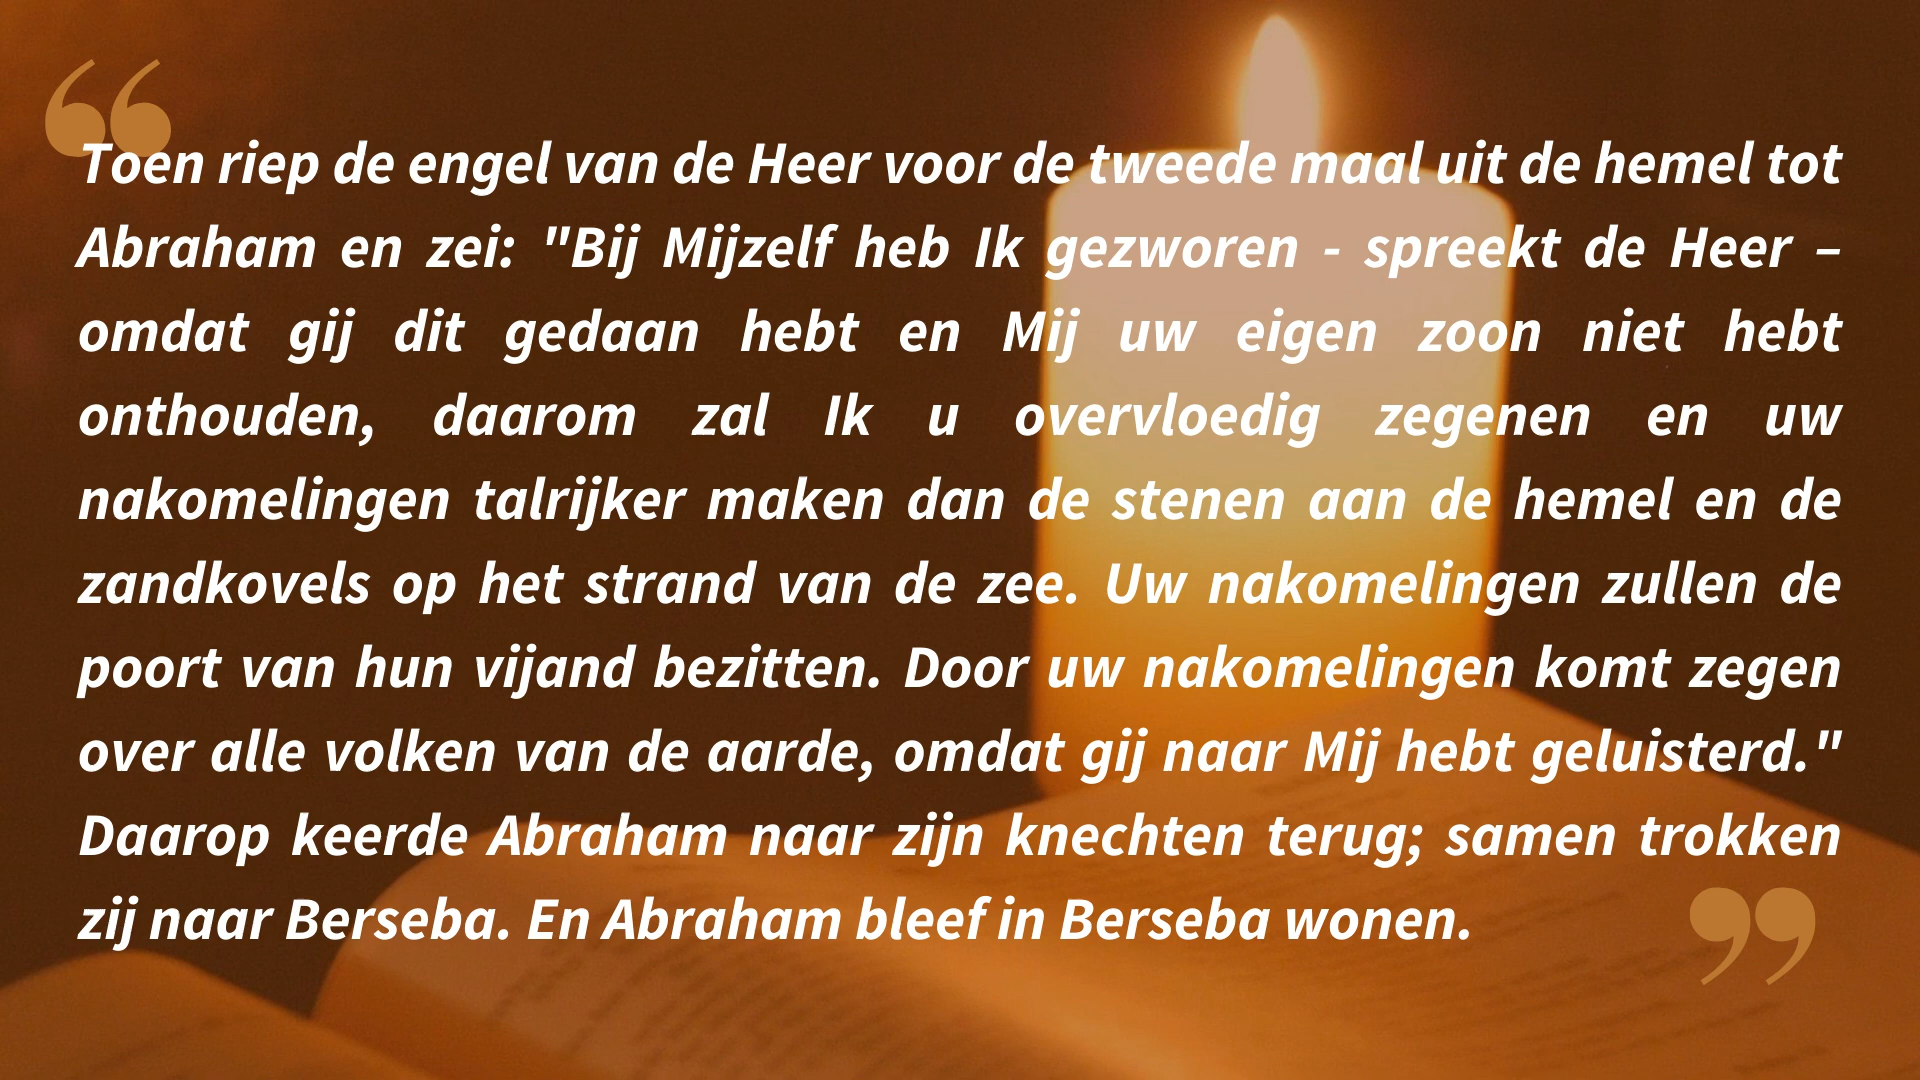 Toen riep de engel van de Heer voor de tweede maal uit de hemel tot
Abraham en zei: "Bij Mijzelf heb Ik gezworen - spreekt de Heer –
omdat gij dit gedaan hebt en Mij uw eigen zoon niet hebt
onthouden, daarom zal Ik u overvloedig zegenen en uw
nakomelingen talrijker maken dan de stenen aan de hemel en de
zandkovels op het strand van de zee. Uw nakomelingen zullen de
poort van hun vijand bezitten. Door uw nakomelingen komt zegen
over alle volken van de aarde, omdat gij naar Mij hebt geluisterd."
Daarop keerde Abraham naar zijn knechten terug; samen trokken
zij naar Berseba. En Abraham bleef in Berseba wonen.